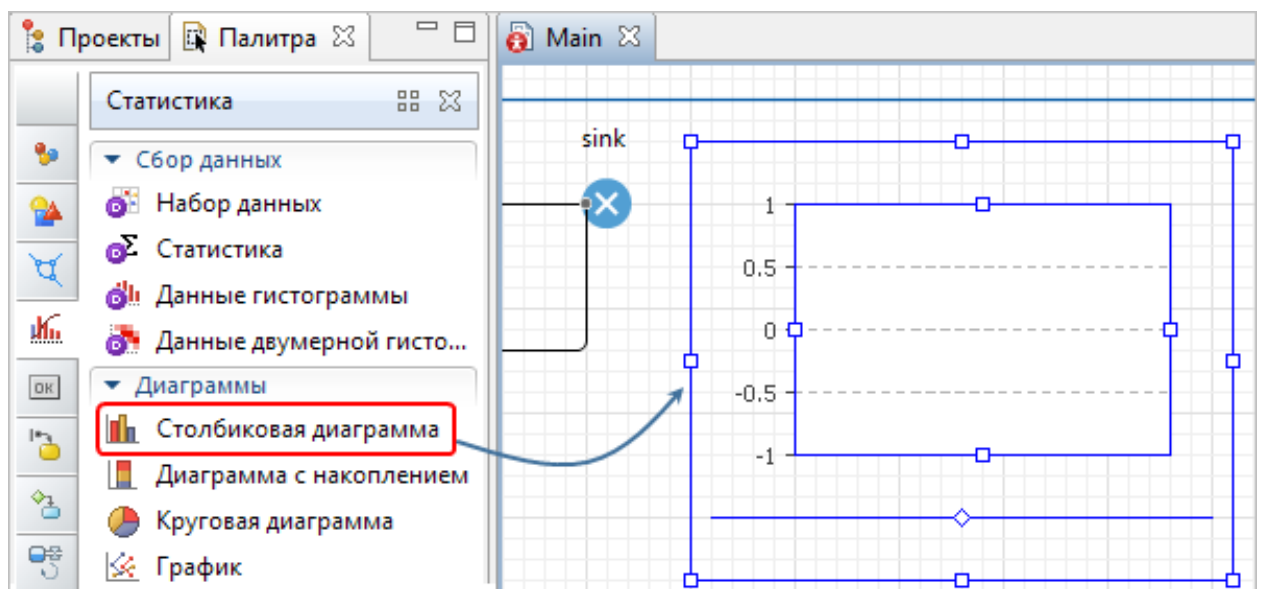 Проекты
Палитра
Main
Статистика
Сбор данных
Набор данных
Статистика
Данные гистограммы
Данные двумерной гисто...
Диаграммы
Столбиковая диаграмма
Диаграмма с накоплением
Круговая диаграмма
График
OK
sink
1
0.5
0
-0.5
-1